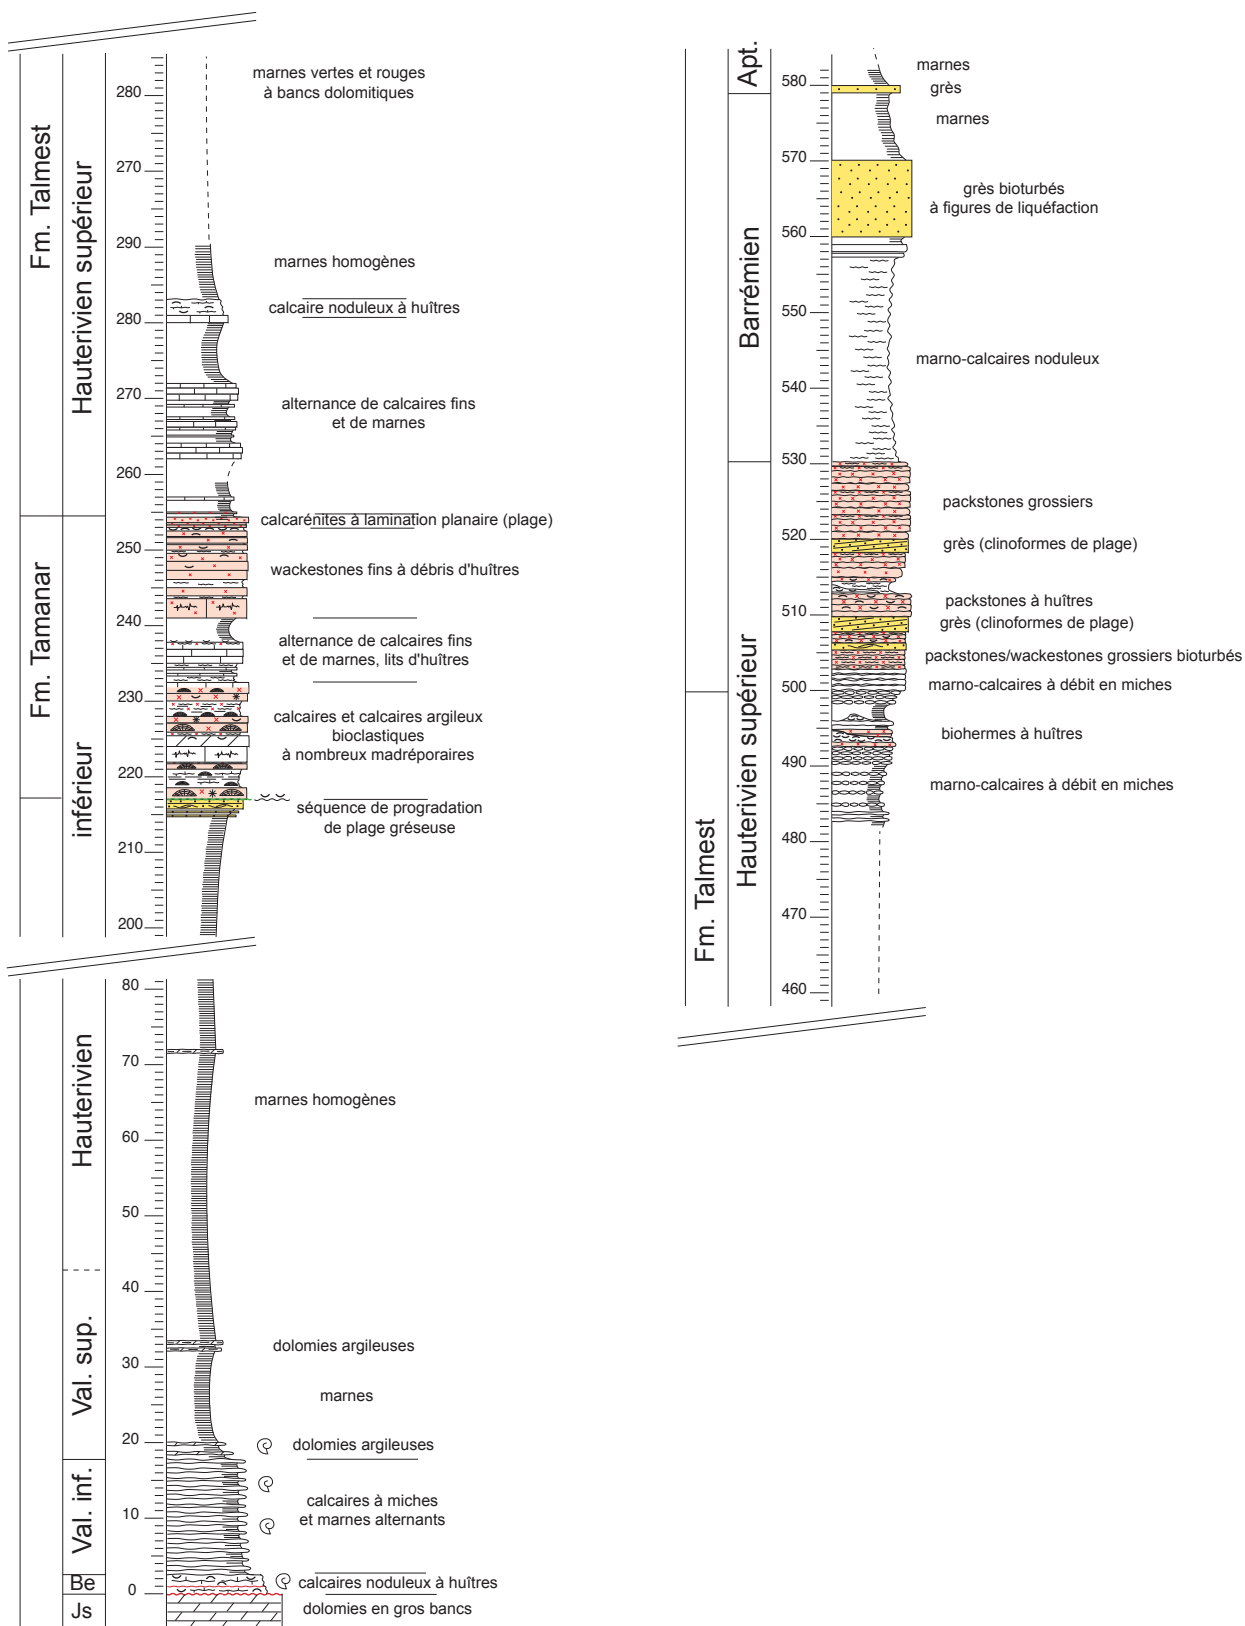 Fm. Talmest
Hauterivien supérieur
280
270
290
280
270
260
250
240
230
220
210
200
marnes vertes et rouges
à bancs dolomitiques
marnes homogènes
calcaire noduleux à huîtres
alternance de calcaires fins
et de marnes
calcarénites à lamination planaire (plage)
wackestones fins à débris d'huîtres
alternance de calcaires fins
et de marnes, lits d'huîtres
calcaires et calcaires argileux
bioclastiques
à nombreux madréporaires
séquence de progradation
de plage gréseuse
Fm. Tamanar
inférieur
Hauterivien
Val. sup.
Val. inf.
Be
Js
80
70
60
50
40
30
20
10
0
marnes homogènes
dolomies argileuses
marnes
dolomies argileuses
calcaires à miches
et marnes alternants
calcaires noduleux à huîtres
dolomies en gros bancs
Apt.
Barrémien
Hauterivien supérieur
Fm. Talmest
580
570
560
550
540
530
520
510
500
490
480
470
460
marnes
grès
marnes
grès bioturbés
à figures de liquéfaction
marno-calcaires noduleux
packstones grossiers
grès (clinoformes de plage)
packstones à huîtres
grès (clinoformes de plage)
packstones/wackestones grossiers bioturbés
marno-calcaires à débit en miches
biohermes à huîtres
marno-calcaires à débit en miches